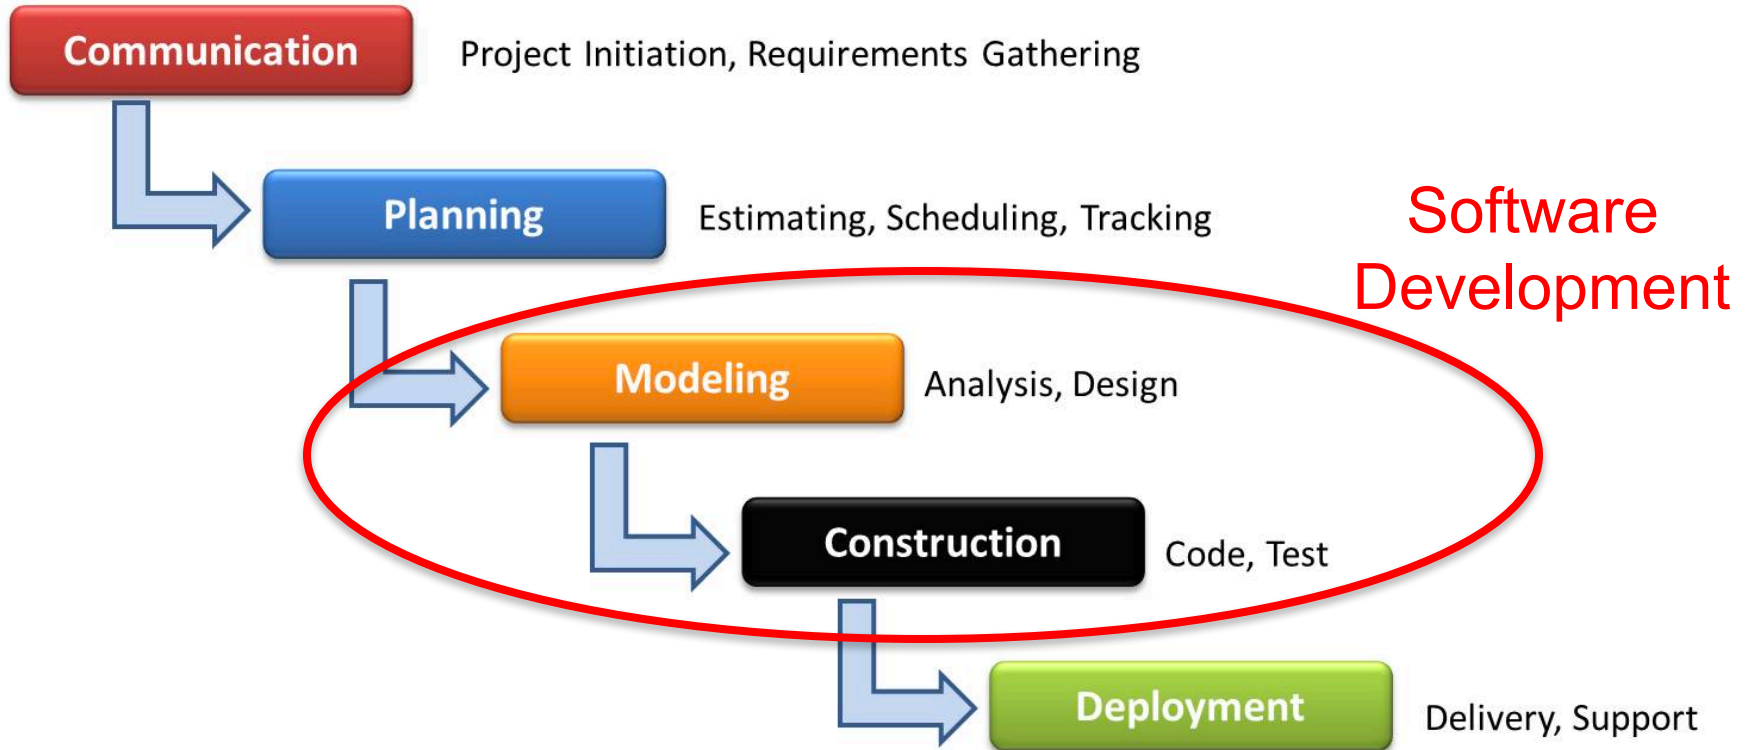 Communication
Project Initiation, Requirements Gathering
Planning
Estimating, Scheduling, Tracking
Software
Development
Modeling
Analysis, Design
Construction
Code, Test
Deployment
Delivery, Support